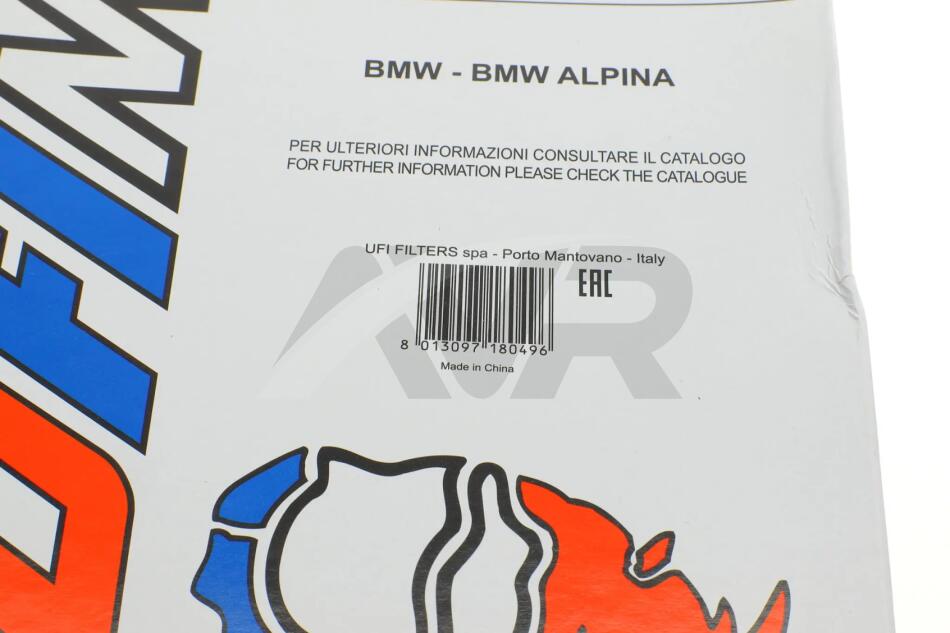 BMW - BMW ALPINA
PER ULTERIORI INFORMAZIONI CONSULTARE IL CATALOGO
FOR FURTHER INFORMATION PLEASE CHECK THE CATALOGUE
UFI FILTERS spa - Porto Mantovano - Italy
EAC
8 013097 180496
Made in China
AVR